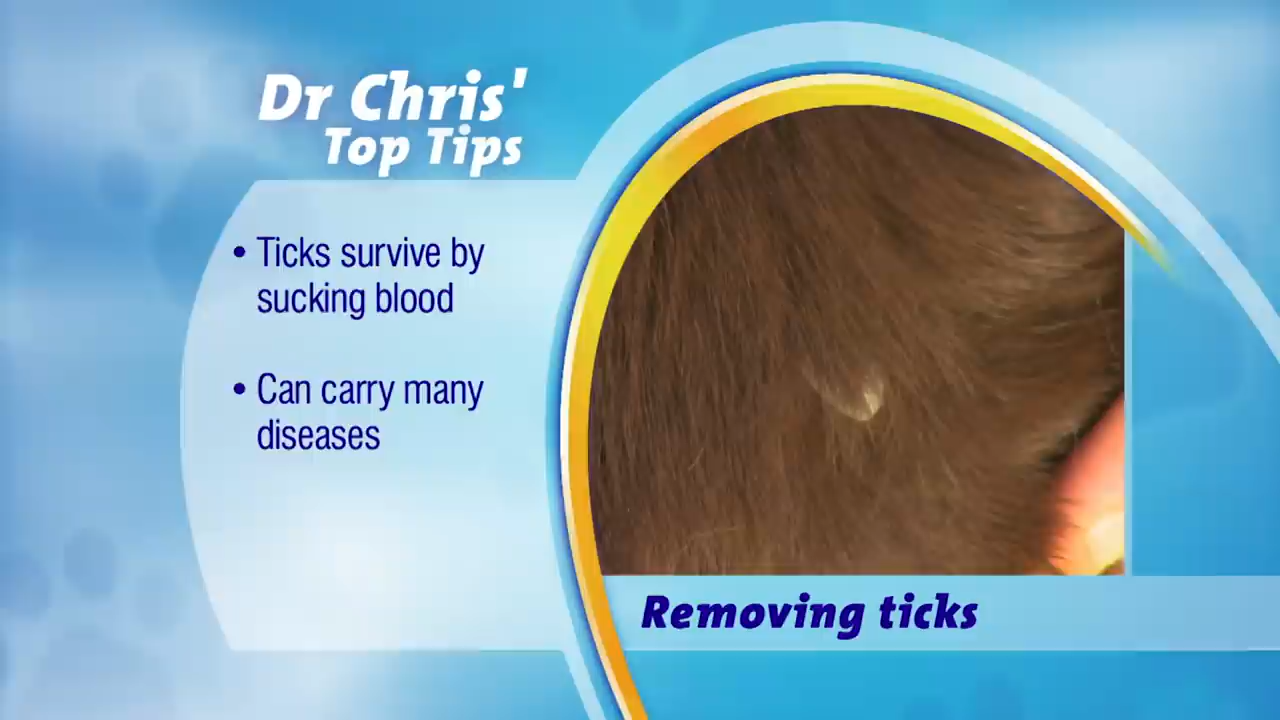 Dr Chris'
Top Tips
• Ticks survive by
sucking blood
• Can carry many
diseases
Removing ticks